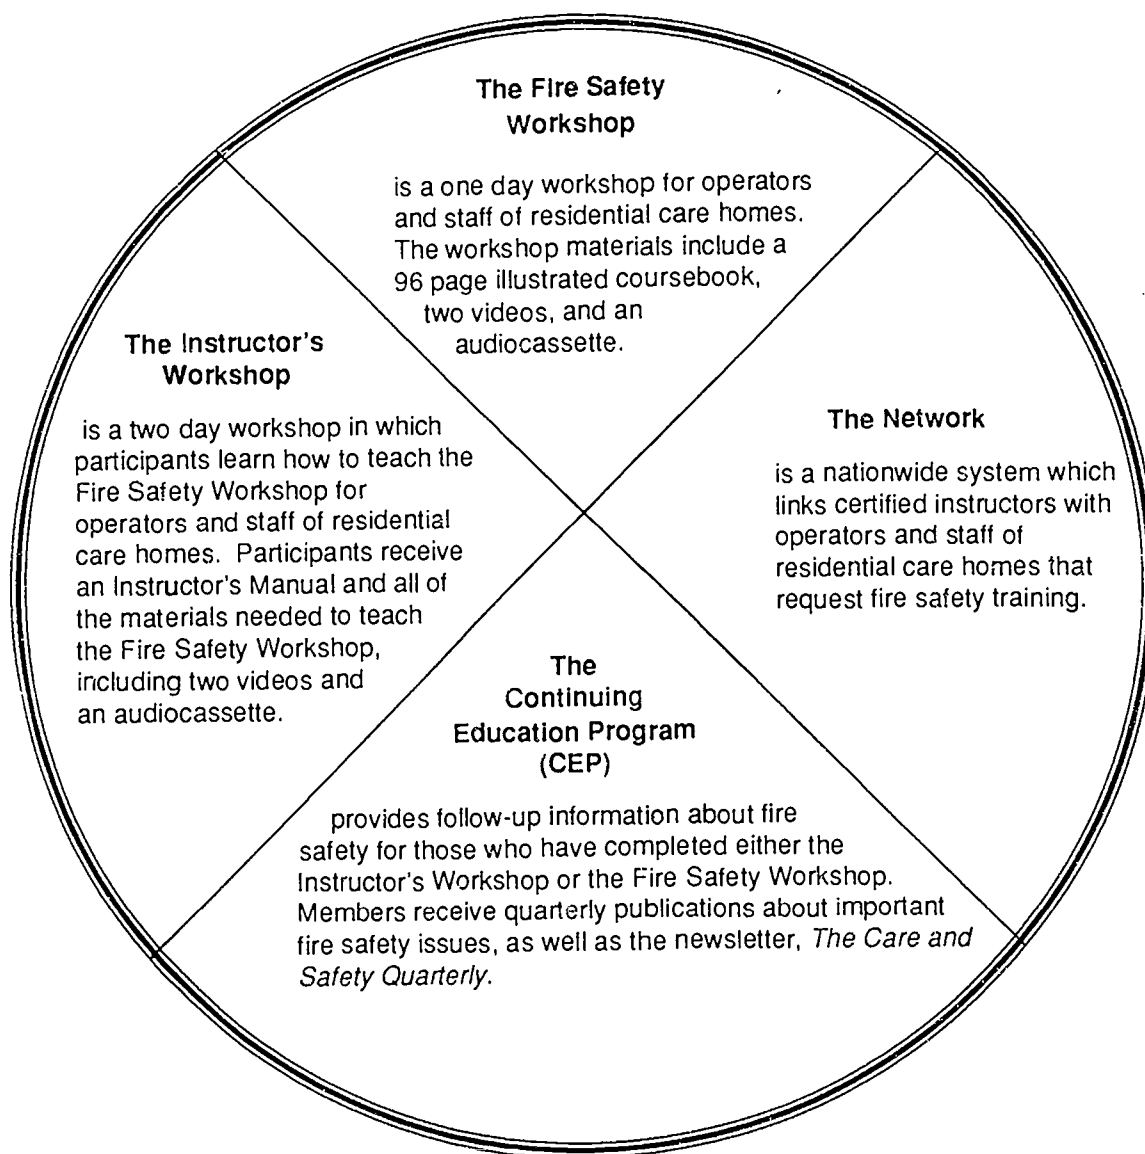 The Fire Safety
Workshop
is a one day workshop for operators
and staff of residential care homes.
The workshop materials include a
96 page illustrated coursebook,
two videos, and an
audiocassette.
The Instructor's
Workshop
is a two day workshop in which
participants learn how to teach the
Fire Safety Workshop for
operators and staff of residential
care homes. Participants receive
an Instructor's Manual and all of
the materials needed to teach
the Fire Safety Workshop,
including two videos and
an audiocassette.
The Network
is a nationwide system which
links certified instructors with
operators and staff of
residential care homes that
request fire safety training.
The
Continuing
Education Program
(CEP)
provides follow-up information about fire
safety for those who have completed either the
Instructor's Workshop or the Fire Safety Workshop.
Members receive quarterly publications about important
fire safety issues, as well as the newsletter, The Care and
Safety Quarterly.